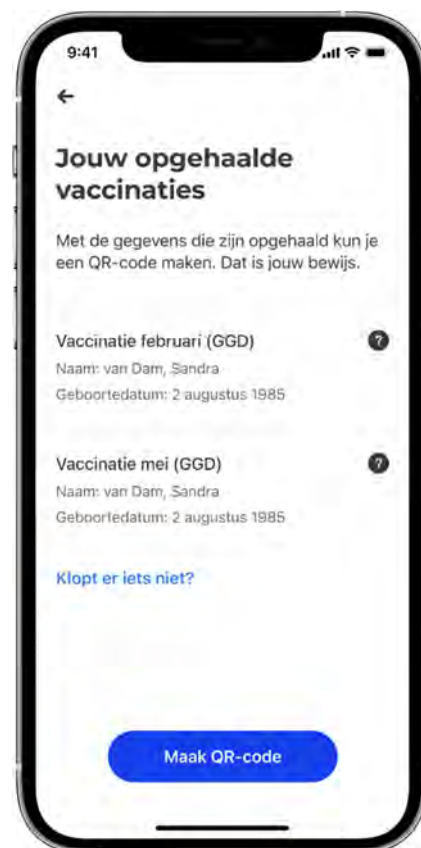 9:41
Jouw opgehaalde
vaccinaties
Met de gegevens die zijn opgehaald kun je
een QR-code maken. Dat is jouw bewijs.
Vaccinatie februari (GGD) ?
Naam: van Dam, Sandra
Geboortedatum: 2 augustus 1985
Vaccinatie mei (GGD) ?
Naam: van Dam, Sandra
Geboortedatum: 2 augustus 1985
Klopt er iets niet?
Maak QR-code